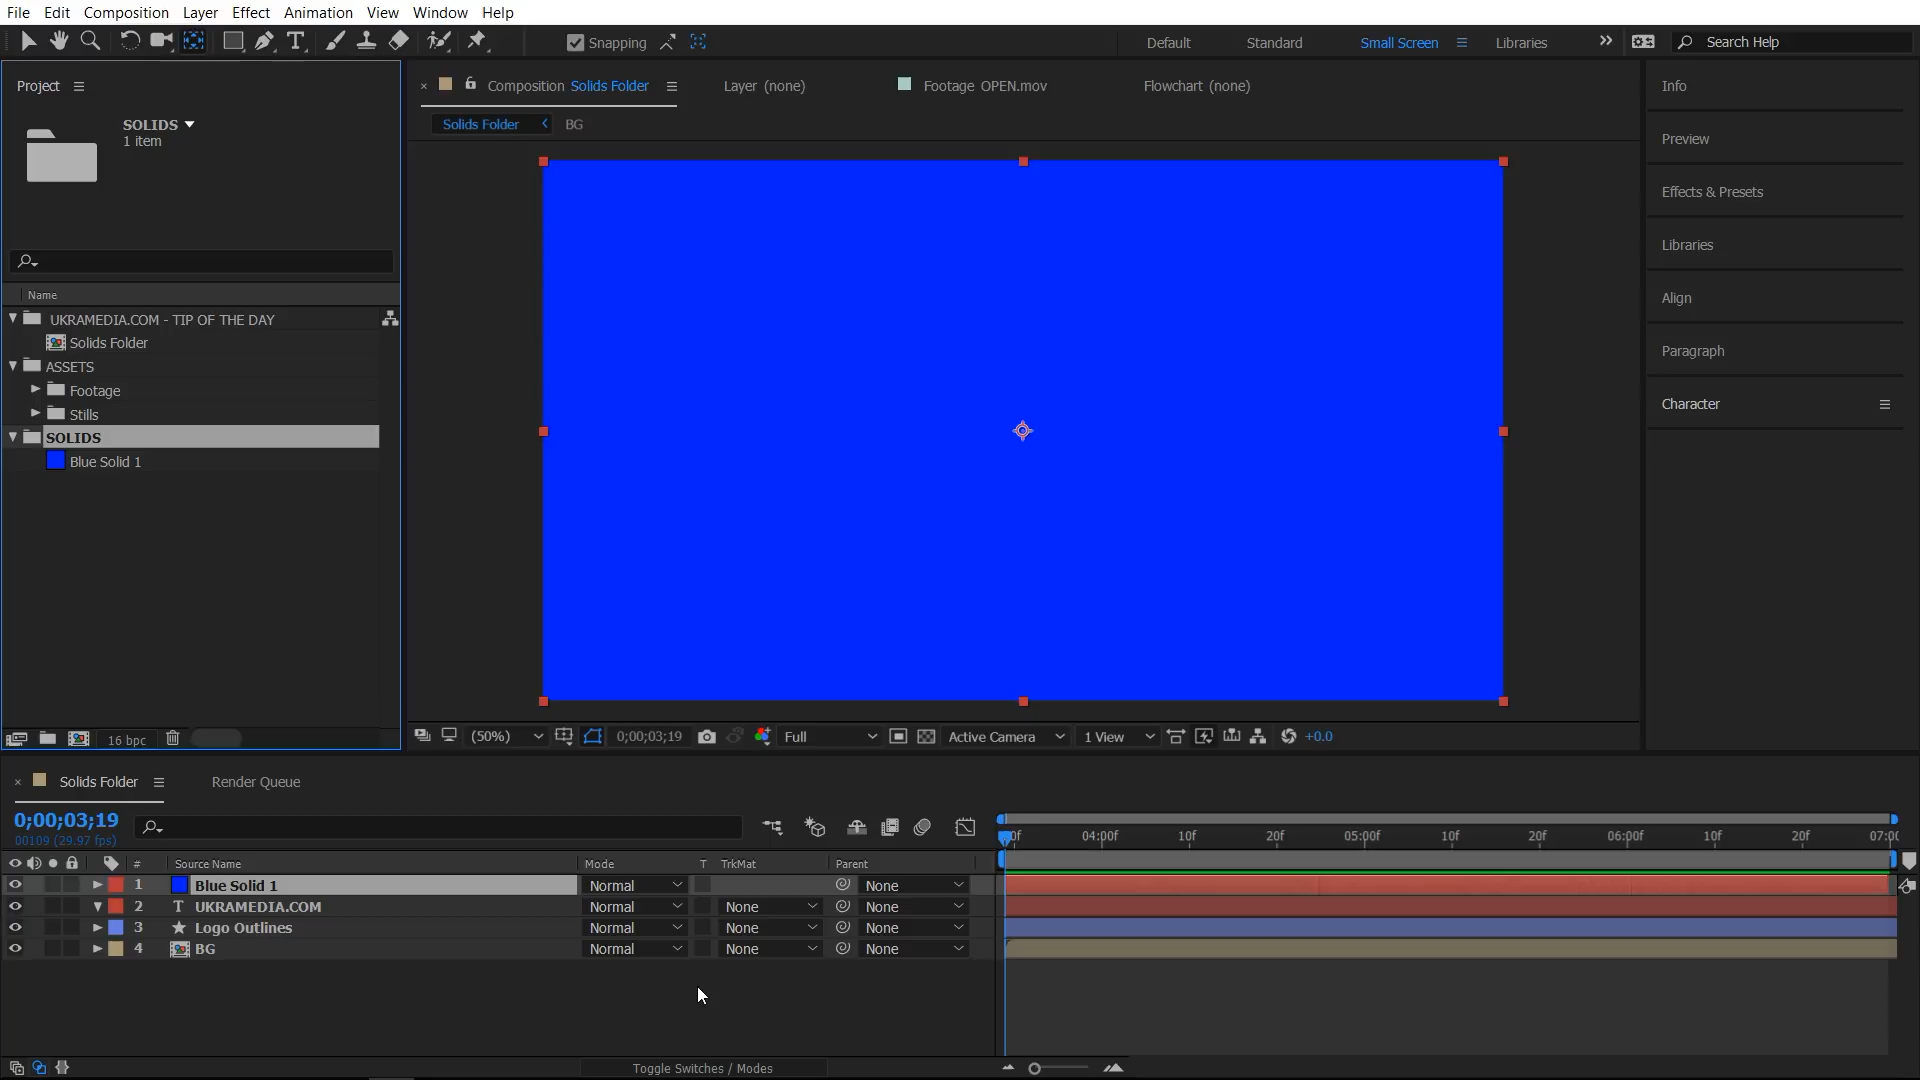 File Edit Composition Layer Effect Animation View Window Help
Snapping Default Standard Small Screen Libraries Search Help
Project
SOLIDS
1 item
Composition Solids Folder Layer (none) Footage OPEN.mov Flowchart (none)
Solids Folder BG
Name
UKRAMEDIA.COM - TIP OF THE DAY
Solids Folder
ASSETS
Footage
Stills
SOLIDS
Blue Solid 1
16 bpc
Info
Preview
Effects & Presets
Libraries
Align
Paragraph
Character
(50%) 0;00;03;19 Full Active Camera 1 View +0.0
Solids Folder Render Queue
0;00;03;19
00109 (29.97 fps)
04:00f 10f 20f 05:00f 10f 20f 06:00f 10f 20f
# Source Name Mode T TrkMat Parent
1 Blue Solid 1 Normal None
2 T UKRAMEDIA.COM Normal None None
3 Logo Outlines Normal None None
4 BG Normal None None
Toggle Switches / Modes